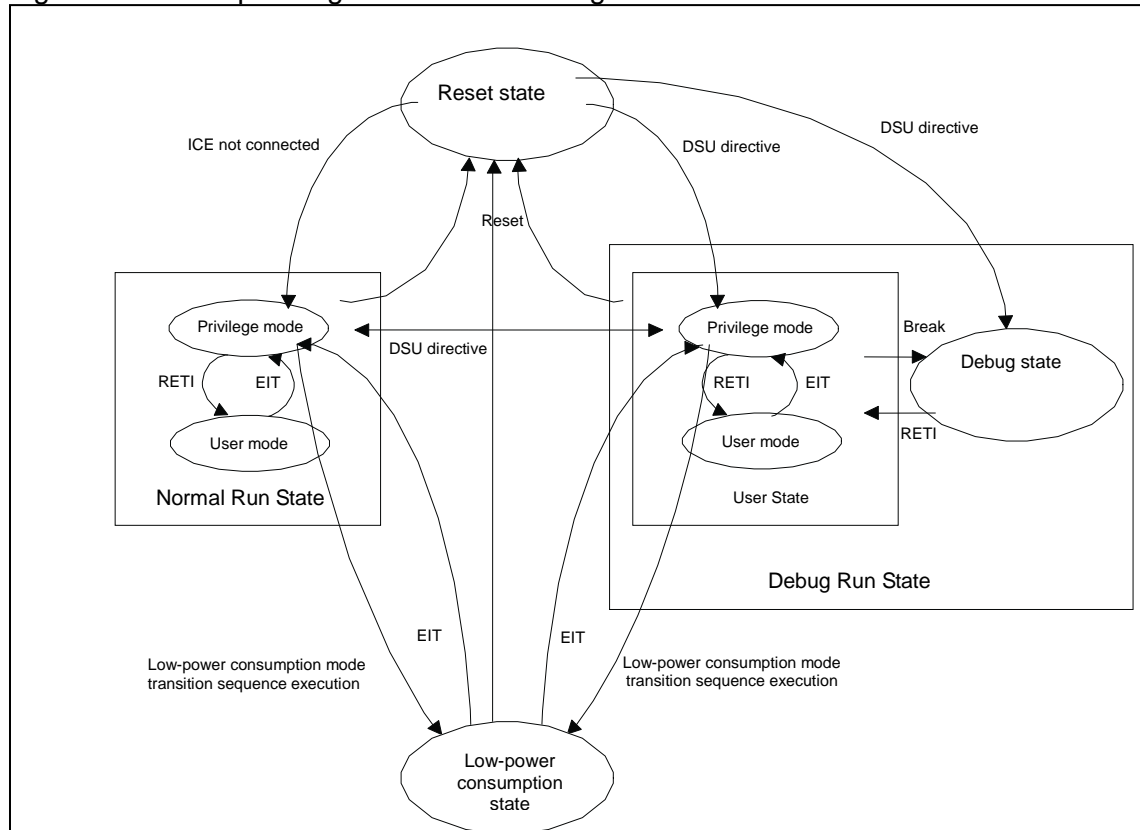 Reset state
DSU directive
ICE not connected
DSU directive
Reset
Privilege mode
Privilege mode
Break
DSU directive
Debug state
RETI
EIT
RETI
EIT
RETI
User mode
User mode
Normal Run State
User State
Debug Run State
EIT
EIT
Low-power consumption mode
transition sequence execution
Low-power consumption mode
transition sequence execution
Low-power
consumption
state